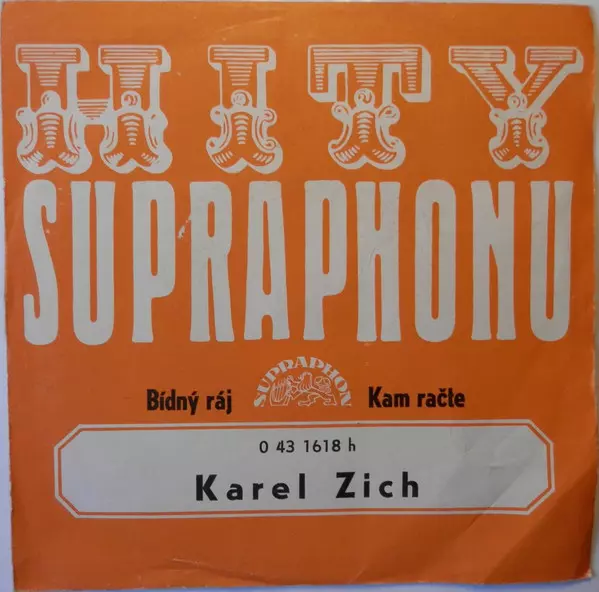 HITY
SUPRAPHONU
SUPRAPHON
Bídný ráj Kam račte
0 43 1618 h
Karel Zich